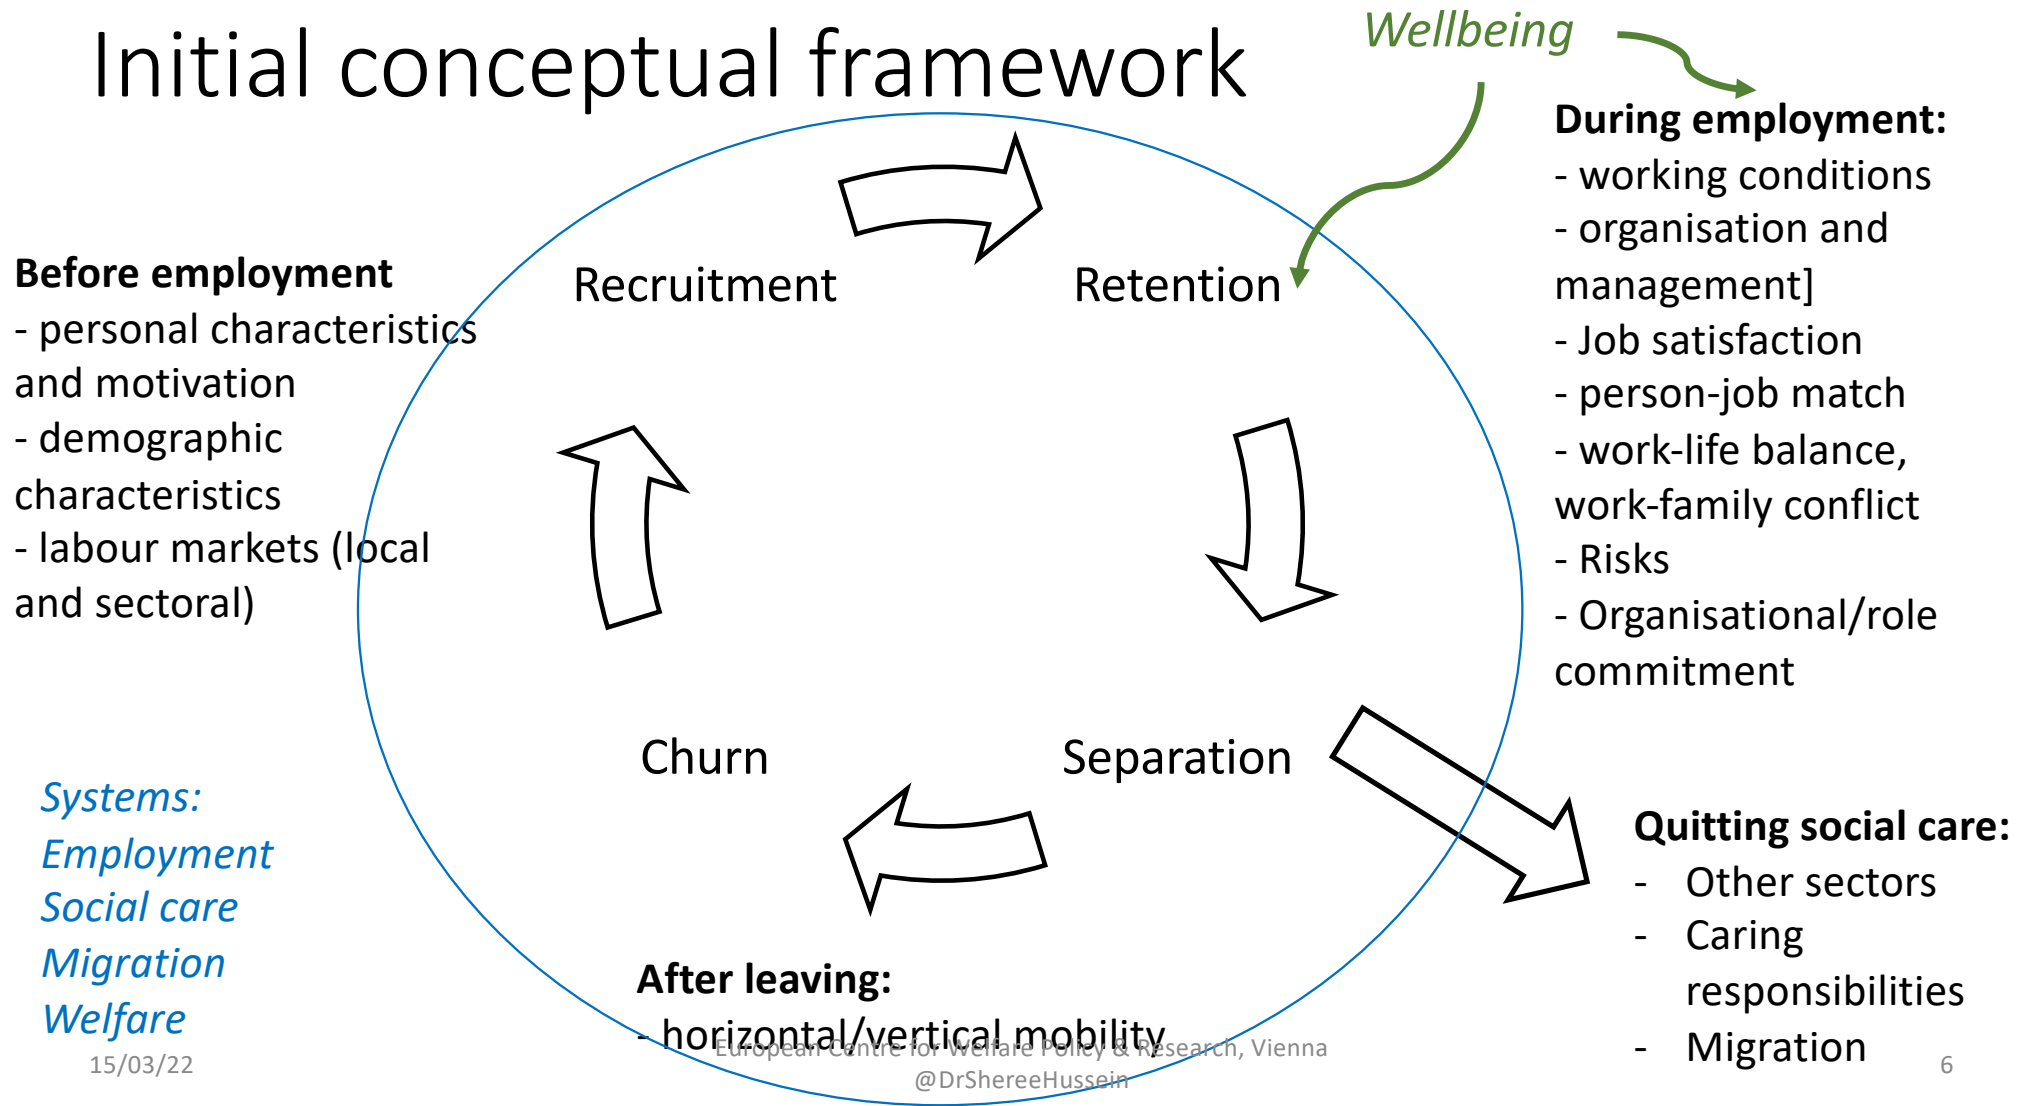 Initial conceptual framework
Wellbeing
During employment:
- working conditions
- organisation and
management]
- Job satisfaction
- person-job match
- work-life balance,
work-family conflict
- Risks
- Organisational/role
commitment
Before employment
- personal characteristics
and motivation
- demographic
characteristics
- labour markets (local
and sectoral)
Recruitment
Retention
Churn
Separation
Systems:
Employment
Social care
Migration
Welfare
After leaving:
- horizontal/vertical mobility
Quitting social care:
- Other sectors
- Caring
responsibilities
- Migration
15/03/22
European Centre for Welfare Policy & Research, Vienna
@DrShereeHussein
6